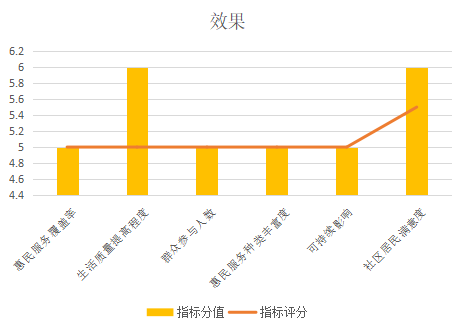 效果
6.2
6
5.8
5.6
5.4
5.2
5
4.8
4.6
4.4
惠民服务覆盖率
生活质量提高程度
群众参与人数
惠民服务种类丰富度
可持续影响
社区居民满意度
指标分值
指标评分